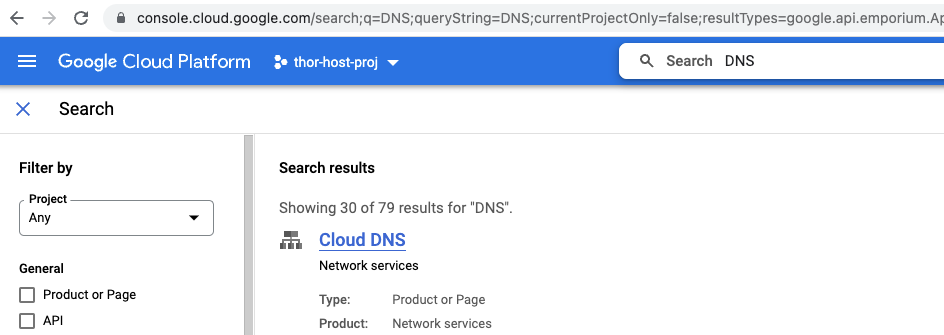 console.cloud.google.com/search;q=DNS;queryString=DNS;currentProjectOnly=false;resultTypes=google.api.emporium.Ap
Google Cloud Platform thor-host-proj Search DNS
Search
Filter by
Project
Any
General
Product or Page
API
Search results
Showing 30 of 79 results for "DNS".
Cloud DNS
Network services
Type: Product or Page
Product: Network services